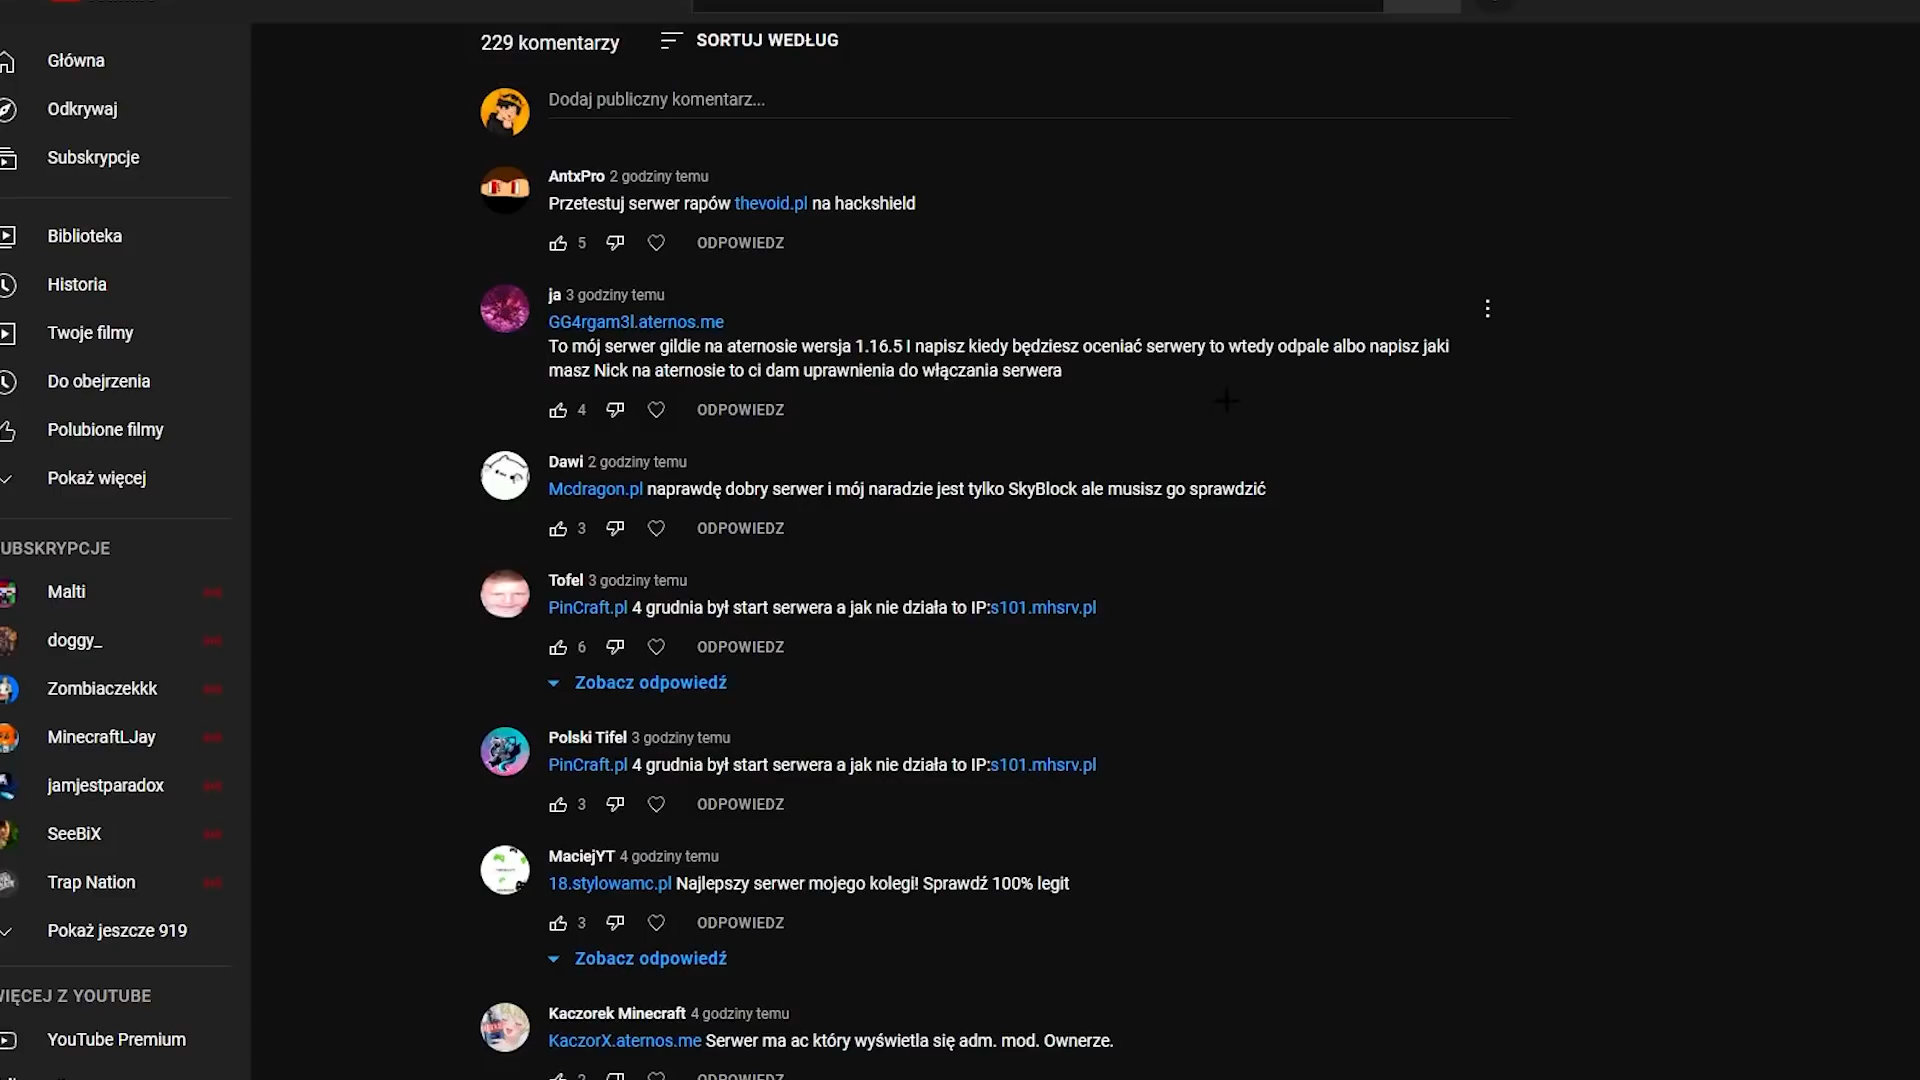 Główna
Odkrywaj
Subskrypcje
Biblioteka
Historia
Twoje filmy
Do obejrzenia
Polubione filmy
Pokaż więcej
UBSKRYPCJE
Malti
doggy_
Zombiaczekkk
MinecraftLJay
jamjestparadox
SeeBiX
Trap Nation
Pokaż jeszcze 919
WIĘCEJ Z YOUTUBE
YouTube Premium
229 komentarzy SORTUJ WEDŁUG
Dodaj publiczny komentarz...
AntxPro 2 godziny temu
Przetestuj serwer rapów thevoid.pl na hackshield
5 ODPOWIEDZ
ja 3 godziny temu
GG4rgam3l.aternos.me
To mój serwer gildie na aternosie wersja 1.16.5 I napisz kiedy będziesz oceniać serwery to wtedy odpale albo napisz jaki
masz Nick na aternosie to ci dam uprawnienia do włączania serwera
4 ODPOWIEDZ
Dawi 2 godziny temu
Mcdragon.pl naprawdę dobry serwer i mój naradzie jest tylko SkyBlock ale musisz go sprawdzić
3 ODPOWIEDZ
Tofel 3 godziny temu
PinCraft.pl 4 grudnia był start serwera a jak nie działa to IP:s101.mhsrv.pl
6 ODPOWIEDZ
Zobacz odpowiedź
Polski Tifel 3 godziny temu
PinCraft.pl 4 grudnia był start serwera a jak nie działa to IP:s101.mhsrv.pl
3 ODPOWIEDZ
MaciejYT 4 godziny temu
18.stylowamc.pl Najlepszy serwer mojego kolegi! Sprawdź 100% legit
3 ODPOWIEDZ
Zobacz odpowiedź
Kaczorek Minecraft 4 godziny temu
KaczorX.aternos.me Serwer ma ac który wyświetla się adm. mod. Ownerze.
2 ODPOWIEDZ